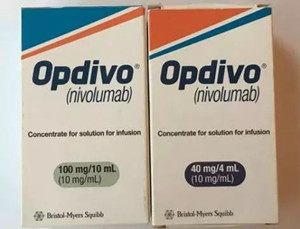 Opdivo®
(nivolumab)
Concentrate for solution for infusion
100 mg/10 mL
(10 mg/mL)
Bristol-Myers Squibb
Opdivo®
(nivolumab)
Concentrate for solution for infusion
40 mg/4 mL
(10 mg/mL)
Bristol-Myers Squibb